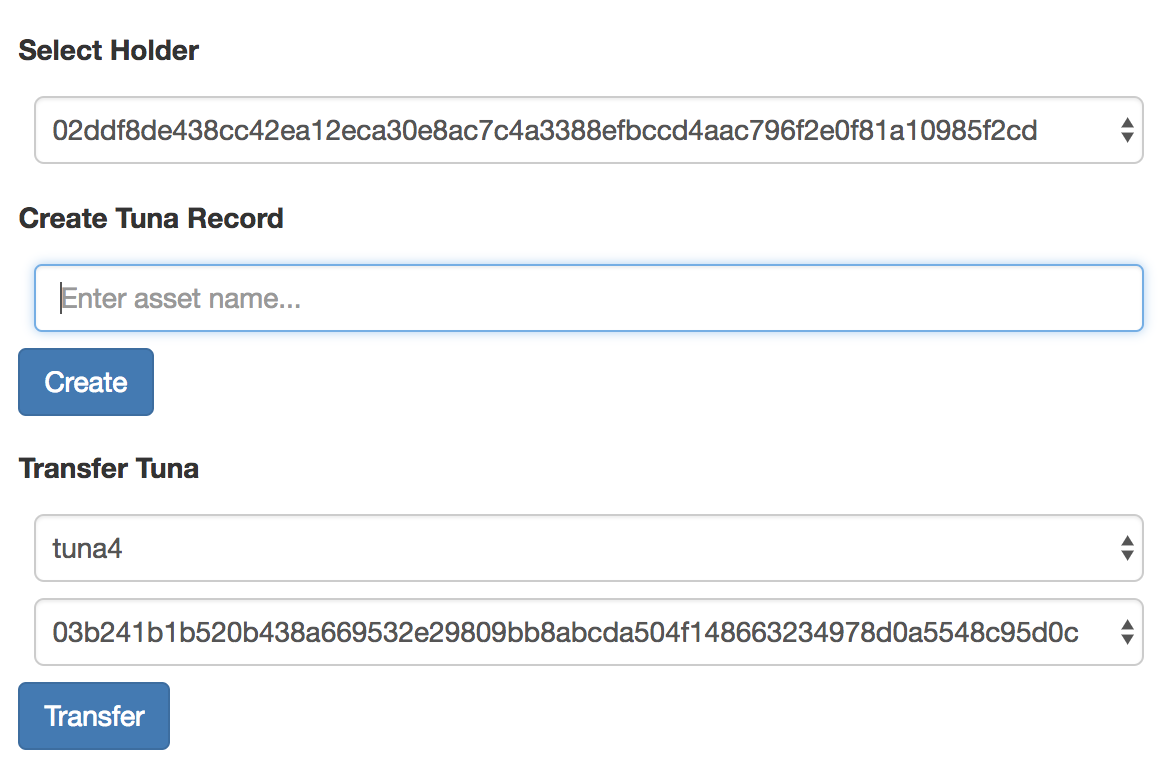 Select Holder
02ddf8de438cc42ea12eca30e8ac7c4a3388efbccd4aac796f2e0f81a10985f2cd
Create Tuna Record
Enter asset name...
Create
Transfer Tuna
tuna4
03b241b1b520b438a669532e29809bb8abcda504f148663234978d0a5548c95d0c
Transfer